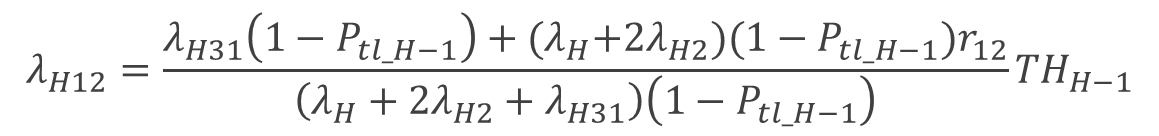 λ_{H12} = \frac{λ_{H31}(1 − P_{tl\_H−1}) + (λ_H+2λ_{H2})(1 − P_{tl\_H−1})r_{12}}{(λ_H + 2λ_{H2} + λ_{H31})(1 − P_{tl\_H−1})} TH_{H−1}